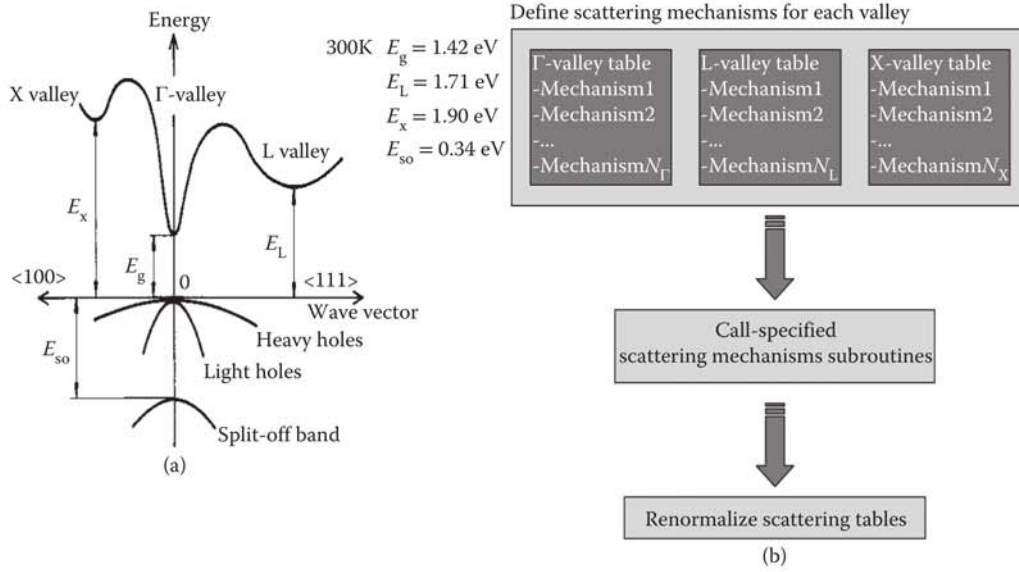 Energy
300K E_g = 1.42 eV
E_L = 1.71 eV
E_x = 1.90 eV
E_so = 0.34 eV
X valley
Γ-valley
L valley
E_x
E_g
E_L
<100>
0
<111>
Wave vector
E_so
Heavy holes
Light holes
Split-off band
(a)
Define scattering mechanisms for each valley
Γ-valley table
-Mechanism1
-Mechanism2
-...
-MechanismN_Γ
L-valley table
-Mechanism1
-Mechanism2
-...
-MechanismN_L
X-valley table
-Mechanism1
-Mechanism2
-...
-MechanismN_X
Call-specified
scattering mechanisms subroutines
Renormalize scattering tables
(b)